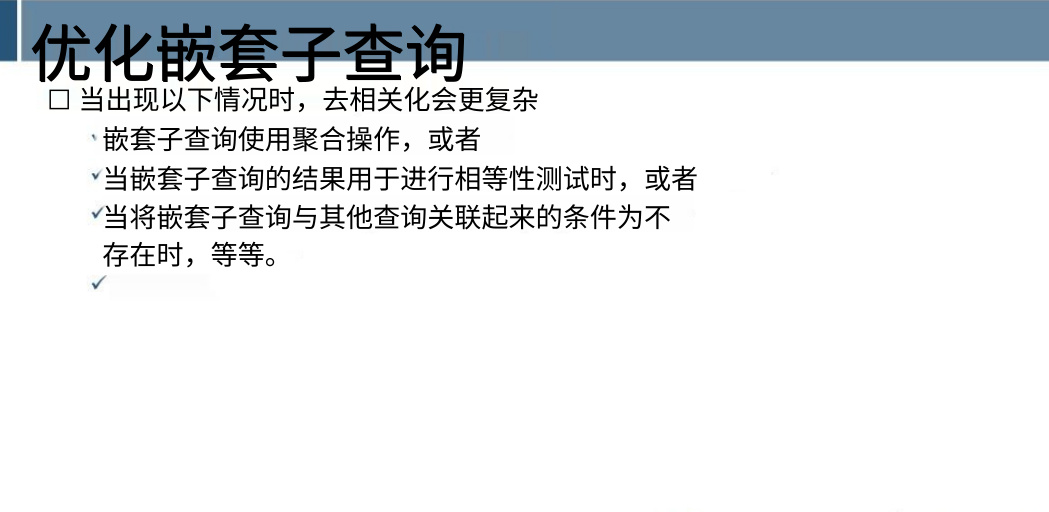 优化嵌套子查询
当出现以下情况时，去相关化会更复杂
嵌套子查询使用聚合操作，或者
当嵌套子查询的结果用于进行相等性测试时，或者
当将嵌套子查询与其他查询关联起来的条件为不
存在时，等等。